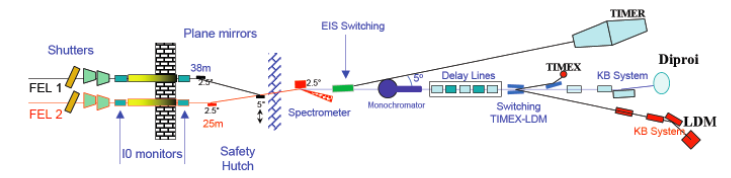 TIMER
EIS Switching
Shutters
Plane mirrors
TIMEX
Diproi
38m
2.5°
2.5°
5°
Delay Lines
KB System
FEL 1
FEL 2
2.5°
5°
Spectrometer
Monochromator
Switching
TIMEX-LDM
LDM
KB System
25m
I0 monitors
Safety
Hutch